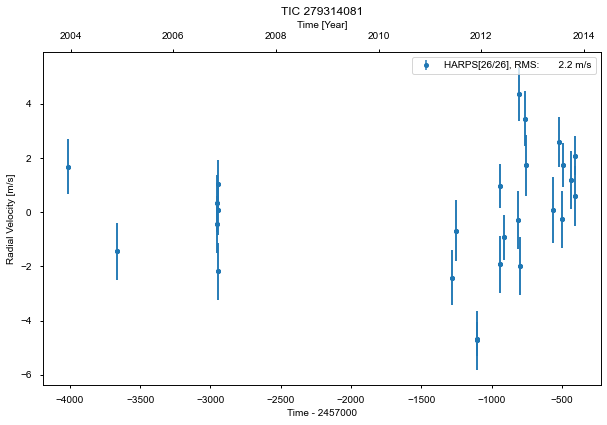 TIC 279314081
Time [Year]
2004 2006 2008 2010 2012 2014
HARPS[26/26], RMS: 2.2 m/s
Radial Velocity [m/s]
4
2
0
−2
−4
−6
−4000 −3500 −3000 −2500 −2000 −1500 −1000 −500
Time - 2457000